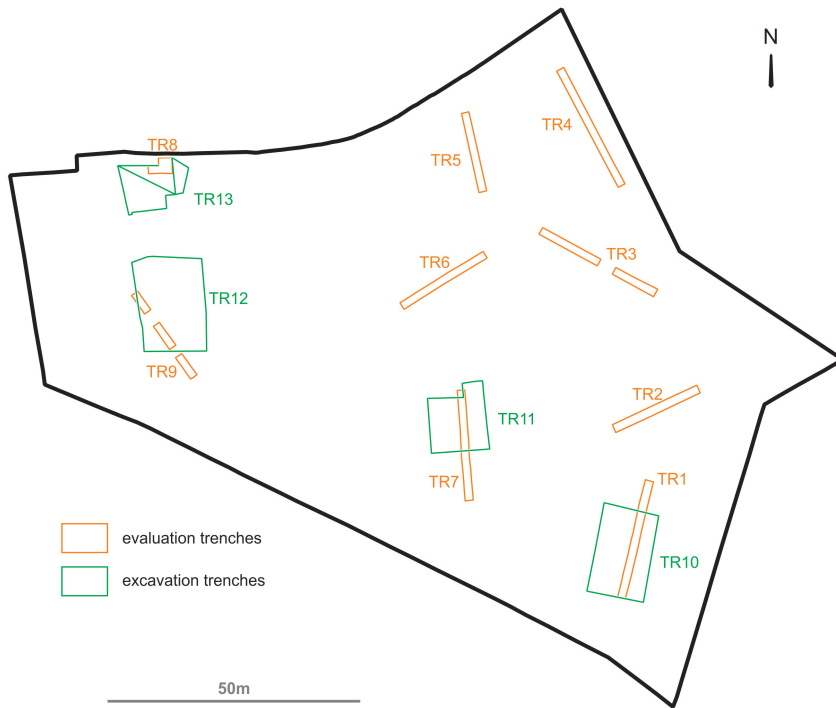 N
TR8
TR4
TR5
TR13
TR3
TR6
TR12
TR9
TR2
TR11
TR7
TR1
evaluation trenches
TR10
excavation trenches
50m